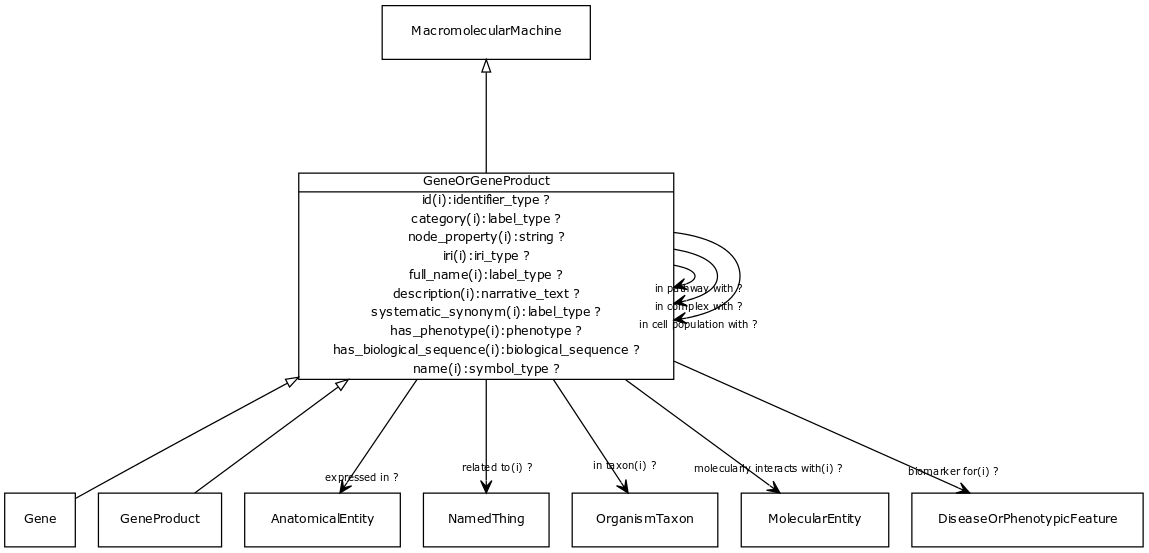 MacromolecularMachine
GeneOrGeneProduct
id(i):identifier_type ?
category(i):label_type ?
node_property(i):string ?
iri(i):iri_type ?
full_name(i):label_type ?
description(i):narrative_text ?
systematic_synonym(i):label_type ?
has_phenotype(i):phenotype ?
has_biological_sequence(i):biological_sequence ?
name(i):symbol_type ?
in pathway with ?
in complex with ?
in cell population with ?
expressed in ?
related to(i) ?
in taxon(i) ?
molecularly interacts with(i) ?
biomarker for(i) ?
Gene
GeneProduct
AnatomicalEntity
NamedThing
OrganismTaxon
MolecularEntity
DiseaseOrPhenotypicFeature